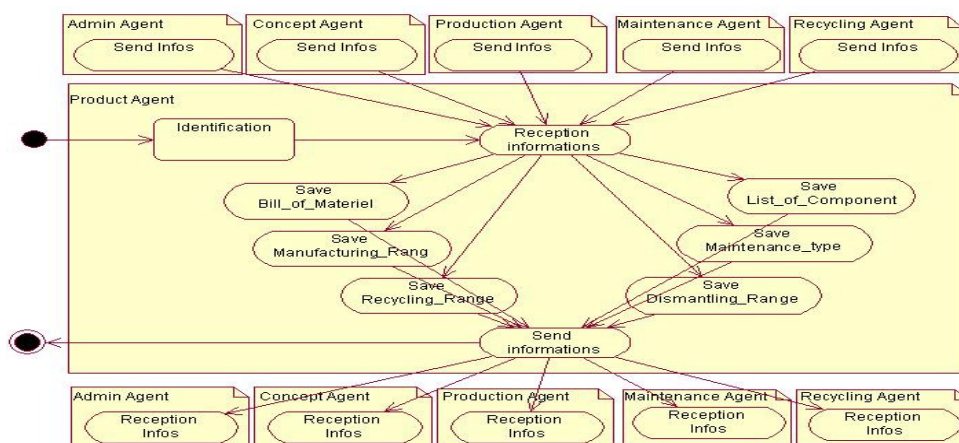 Admin Agent
Send Infos
Concept Agent
Send Infos
Production Agent
Send Infos
Maintenance Agent
Send Infos
Recycling Agent
Send Infos
Product Agent
Identification
Reception
informations
Save
Bill_of_Materiel
Save
List_of_Component
Save
Manufacturing_Rang
Save
Maintenance_type
Save
Recycling_Range
Save
Dismantling_Range
Send
informations
Admin Agent
Reception
Infos
Concept Agent
Reception
Infos
Production Agent
Reception
Infos
Maintenance Agent
Reception
Infos
Recycling Agent
Reception
Infos